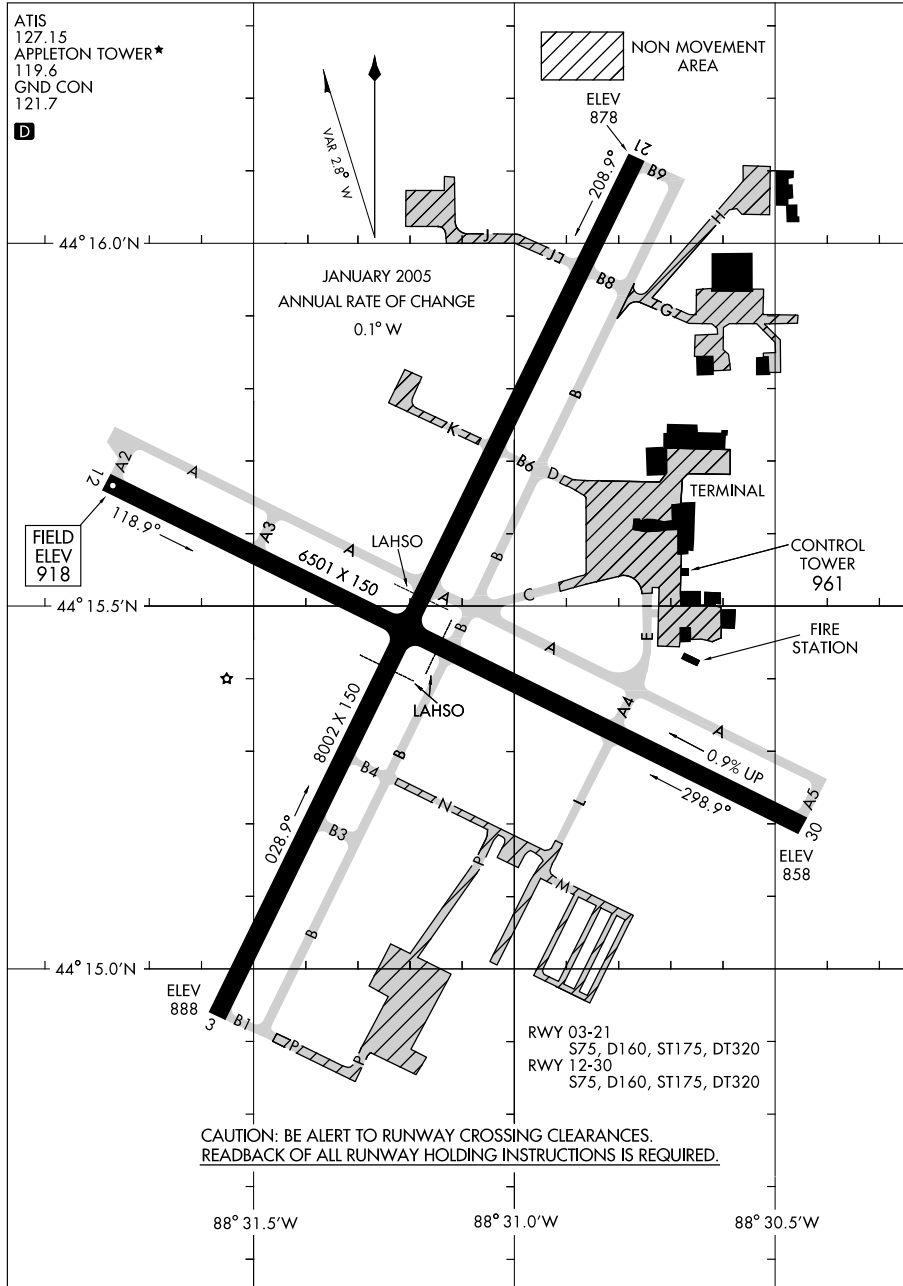 ATIS
127.15
APPLETON TOWER★
119.6
GND CON
121.7
D
NON MOVEMENT
AREA
VAR 2.8° W
ELEV
878
21
B9
208.9°
H
44° 16.0'N
J
J
B8
G
JANUARY 2005
ANNUAL RATE OF CHANGE
0.1° W
B
K
B6
D
TERMINAL
A2
A
12
118.9°
A3
A
FIELD
ELEV
918
6501 X 150
LAHSO
B
CONTROL
TOWER
961
44° 15.5'N
A
C
B
A
E
FIRE
STATION
LAHSO
8002 X 150
B
A4
A
0.9% UP
298.9°
A5
30
ELEV
858
B4
N
L
028.9°
B3
P
M
B
44° 15.0'N
ELEV
888
3
B1
P
P
RWY 03-21
S75, D160, ST175, DT320
RWY 12-30
S75, D160, ST175, DT320
CAUTION: BE ALERT TO RUNWAY CROSSING CLEARANCES.
READBACK OF ALL RUNWAY HOLDING INSTRUCTIONS IS REQUIRED.
88° 31.5'W
88° 31.0'W
88° 30.5'W